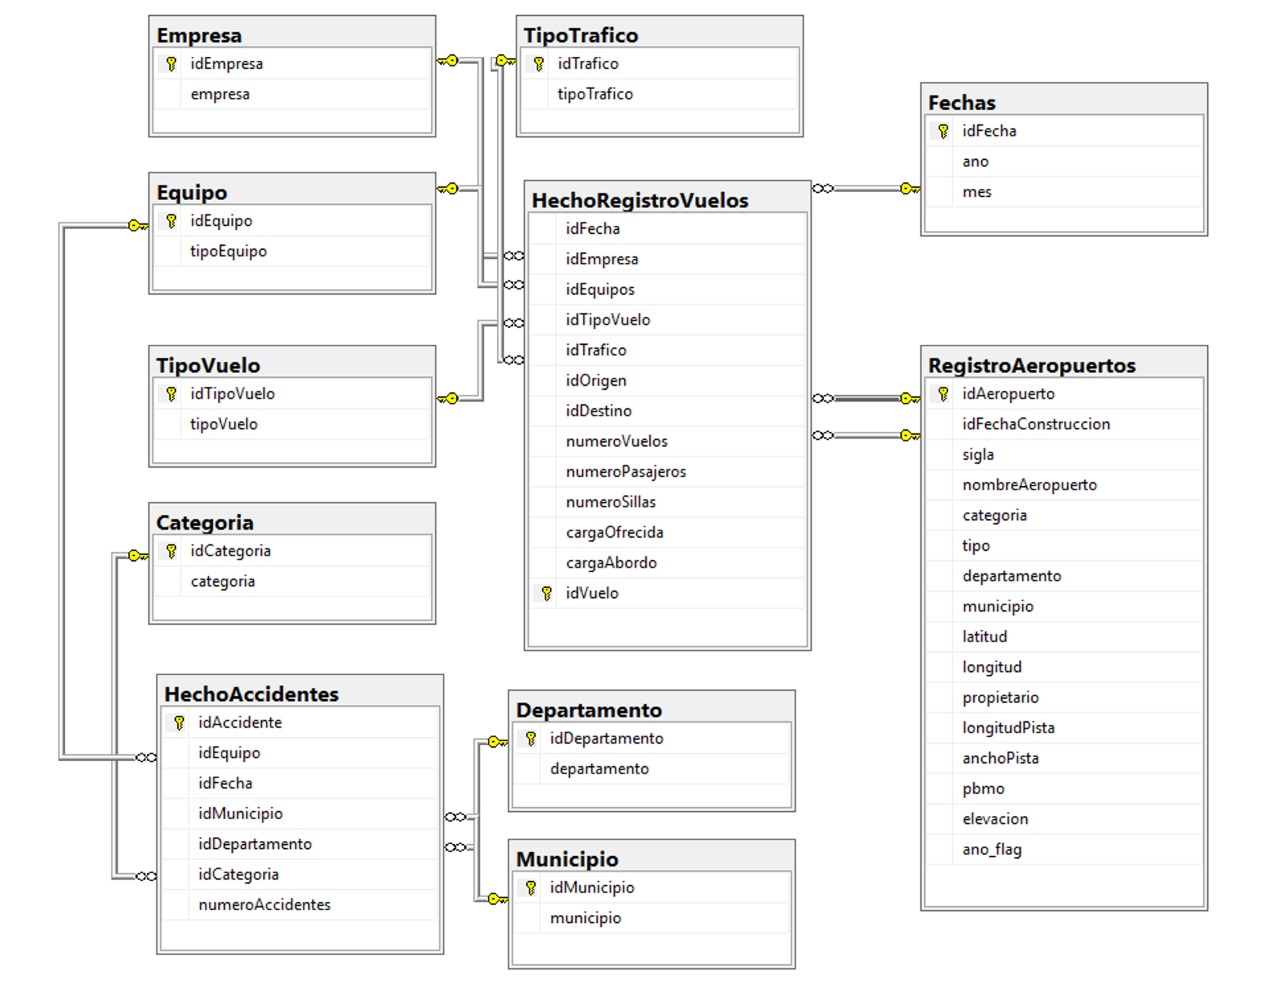 Empresa
idEmpresa
empresa
TipoTrafico
idTrafico
tipoTrafico
Fechas
idFecha
ano
mes
Equipo
idEquipo
tipoEquipo
HechoRegistroVuelos
idFecha
idEmpresa
idEquipos
idTipoVuelo
idTrafico
idOrigen
idDestino
numeroVuelos
numeroPasajeros
numeroSillas
cargaOfrecida
cargaAbordo
idVuelo
TipoVuelo
idTipoVuelo
tipoVuelo
RegistroAeropuertos
idAeropuerto
idFechaConstruccion
sigla
nombreAeropuerto
categoria
tipo
departamento
municipio
latitud
longitud
propietario
longitudPista
anchoPista
pbmo
elevacion
ano_flag
Categoria
idCategoria
categoria
HechoAccidentes
idAccidente
idEquipo
idFecha
idMunicipio
idDepartamento
idCategoria
numeroAccidentes
Departamento
idDepartamento
departamento
Municipio
idMunicipio
municipio